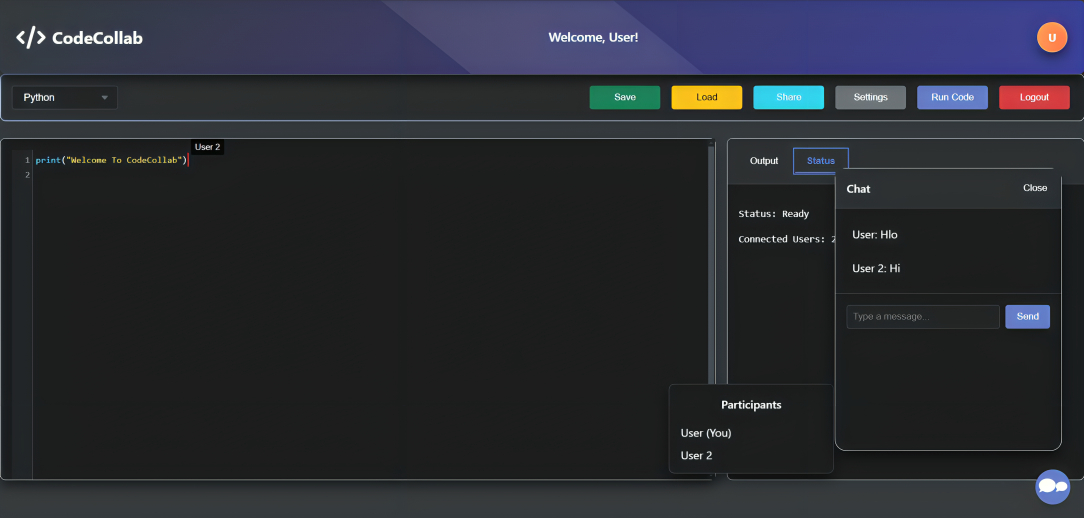 </> CodeCollab
Welcome, User!
U
Python
Save
Load
Share
Settings
Run Code
Logout
User 2
1 print("Welcome To CodeCollab")
2
Output
Status
Status: Ready
Connected Users: 2
Chat
Close
User: Hlo
User 2: Hi
Type a message...
Send
Participants
User (You)
User 2